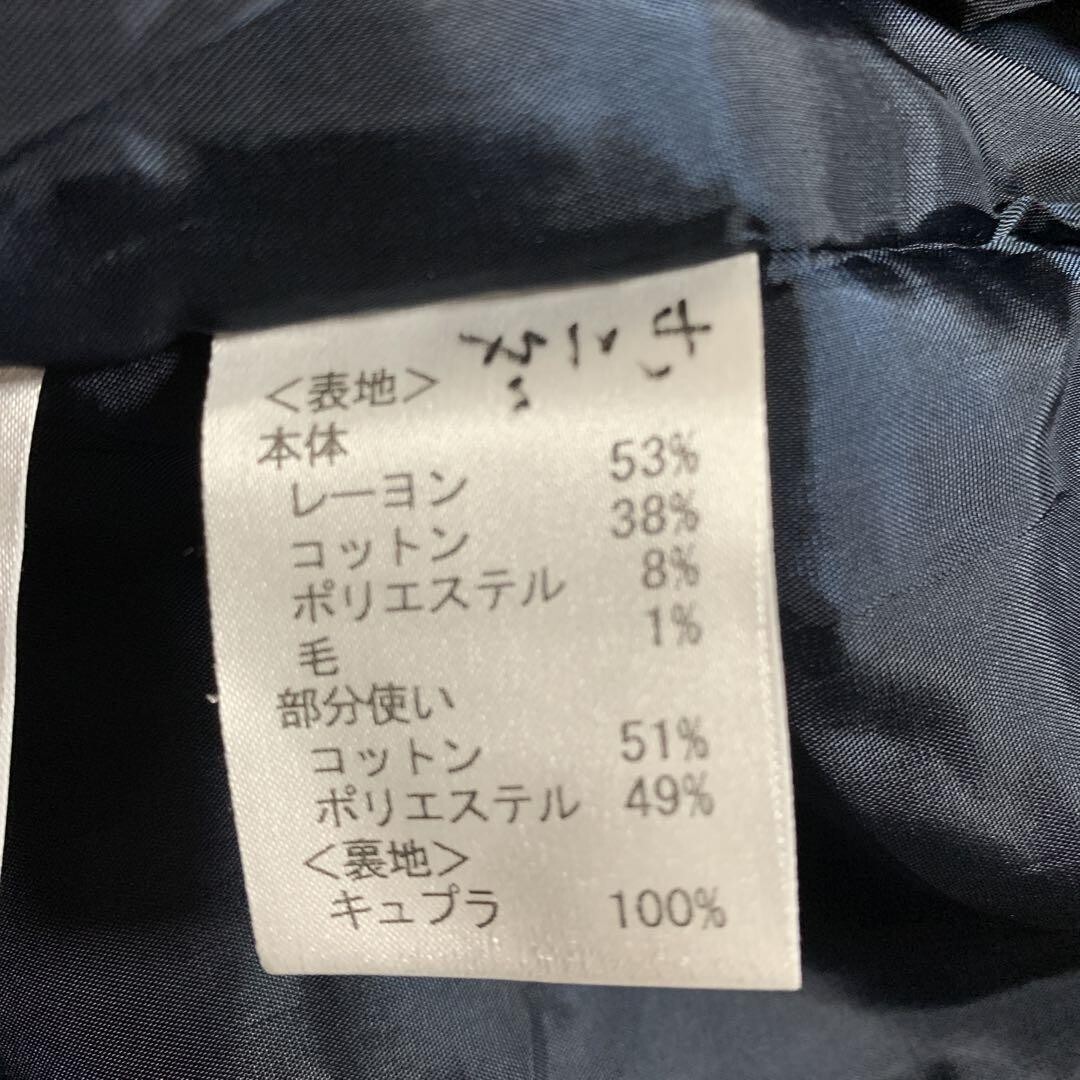 <表地>
本体
レーヨン 53%
コットン 38%
ポリエステル 8%
毛 1%
部分使い
コットン 51%
ポリエステル 49%
<裏地>
キュプラ 100%